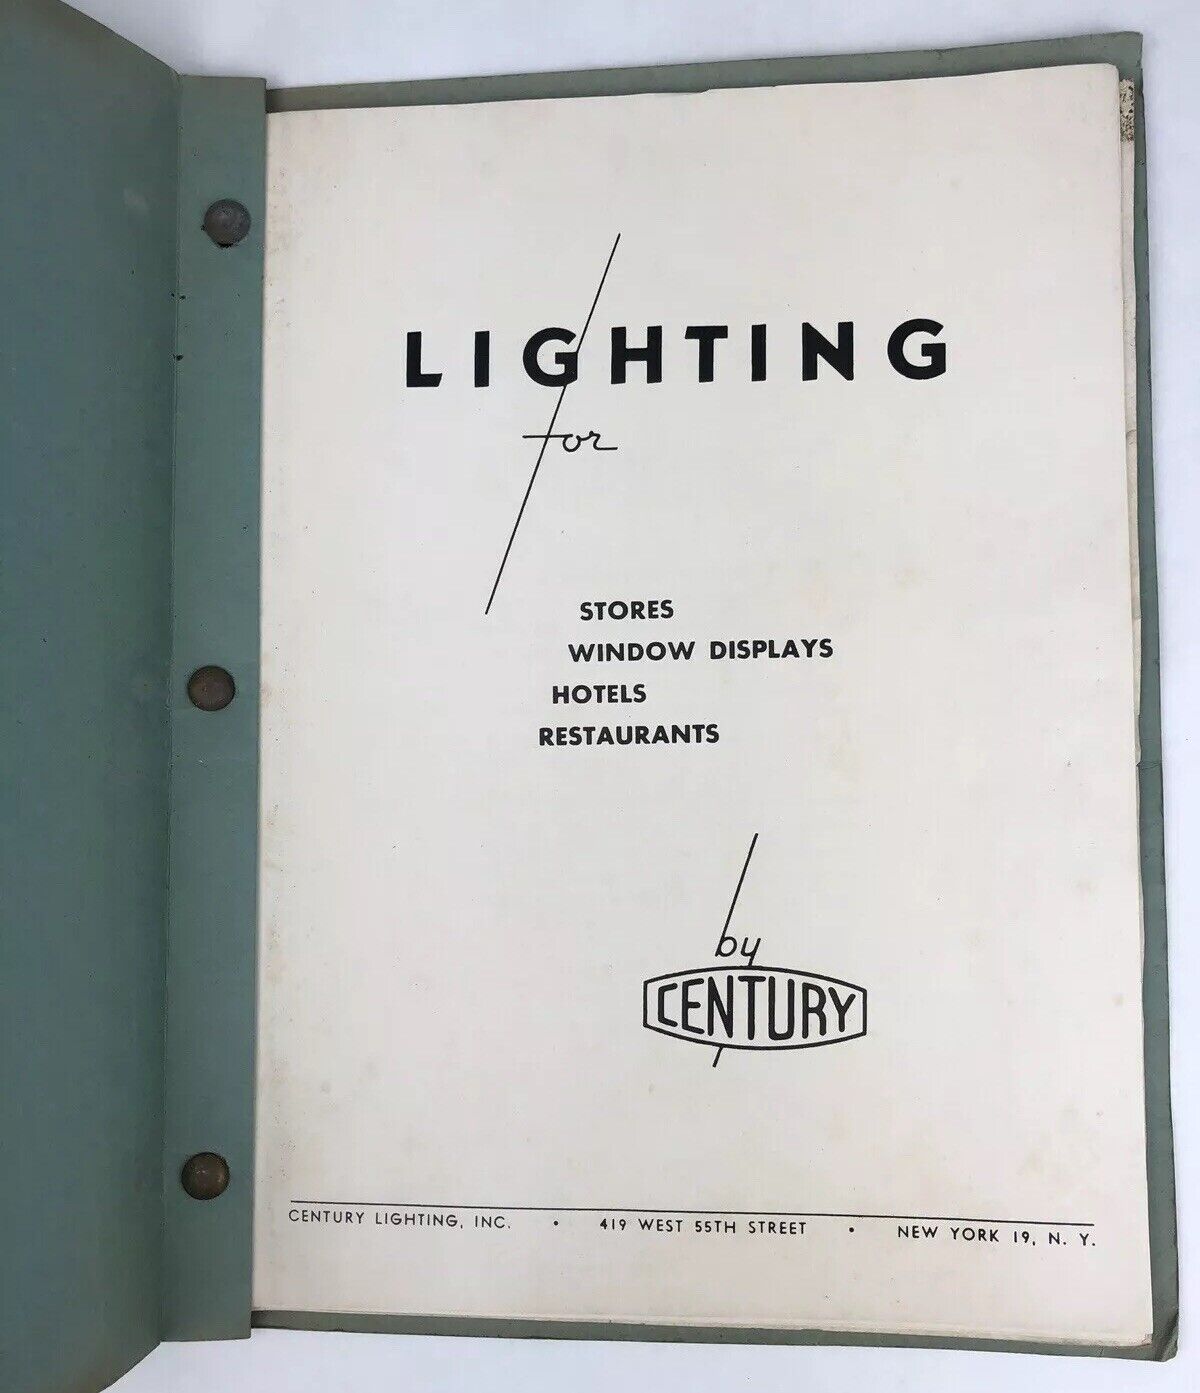 LIGHTING
for
STORES
WINDOW DISPLAYS
HOTELS
RESTAURANTS
by
CENTURY
CENTURY LIGHTING, INC. • 419 WEST 55TH STREET • NEW YORK 19, N. Y.